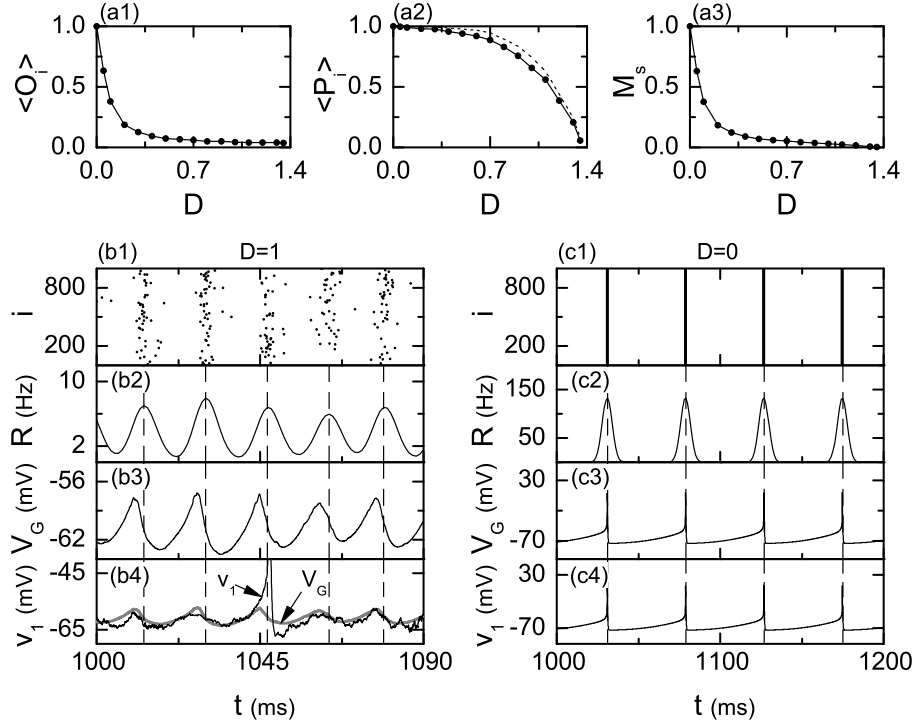 (a1) (a2) (a3)
<O_i> 1.0 0.5 0.0
<P_i> 1.0 0.5 0.0
M_s 1.0 0.5 0.0
0.0 0.7 1.4 0.0 0.7 1.4 0.0 0.7 1.4
D D D
(b1) D=1
i 800 200
(b2)
R (Hz) 10 2
(b3)
V_G (mV) -56 -62
(b4) v_1 V_G
v_1 (mV) -45 -65
1000 1045 1090
t (ms)
(c1) D=0
i 800 200
(c2)
R (Hz) 150 50
(c3)
V_G (mV) 30 -70
(c4)
v_1 (mV) 30 -70
1000 1100 1200
t (ms)